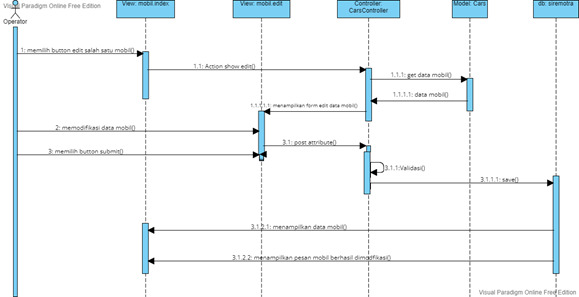 Visual Paradigm Online Free Edition
View: mobil.index
View: mobil.edit
Controller:
CarsController
Model: Cars
db: siremotra
Operator
1: memilih button edit salah satu mobil()
1.1: Action show edit()
1.1.1: get data mobil()
1.1.1.1: data mobil()
1.1.1.1.1: menampilkan form edit data mobil()
2: memodifikasi data mobil()
3: memilih button submit()
3.1: post attribute()
3.1.1:Validasi()
3.1.1.1: save()
3.1.2.1: menampilkan data mobil()
3.1.2.2: menampilkan pesan mobil berhasil dimodifikasi()
Visual Paradigm Online Free Edition